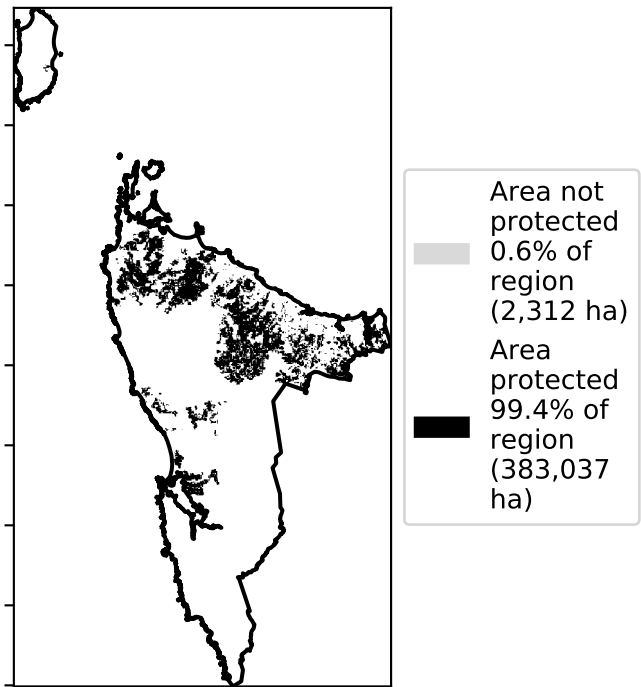 Area not
protected
0.6% of
region
(2,312 ha)
Area
protected
99.4% of
region
(383,037
ha)